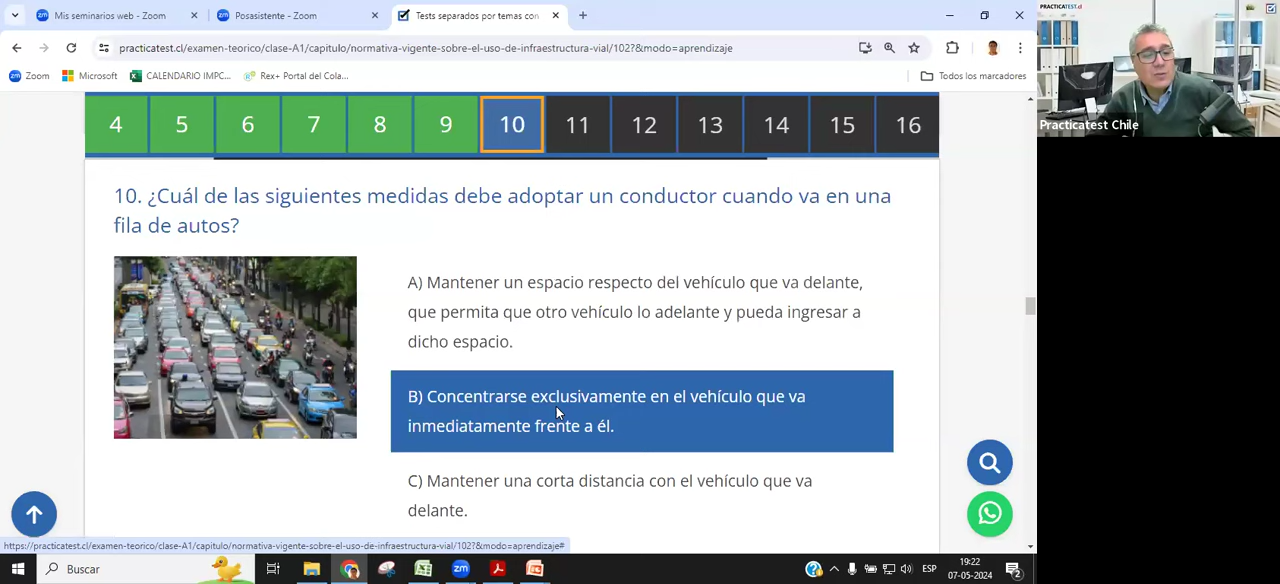 Mis seminarios web - Zoom
Posasistente - Zoom
Tests separados por temas con
practicatest.cl/examen-teorico/clase-A1/capitulo/normativa-vigente-sobre-el-uso-de-infraestructura-vial/102?&modo=aprendizaje
Zoom
Microsoft
CALENDARIO IMPC...
Rex+ Portal del Cola...
Todos los marcadores
PRACTICATEST.cl
Practicatest Chile
4 5 6 7 8 9 10 11 12 13 14 15 16
10. ¿Cuál de las siguientes medidas debe adoptar un conductor cuando va en una
fila de autos?
A) Mantener un espacio respecto del vehículo que va delante,
que permita que otro vehículo lo adelante y pueda ingresar a
dicho espacio.
B) Concentrarse exclusivamente en el vehículo que va
inmediatamente frente a él.
C) Mantener una corta distancia con el vehículo que va
delante.
https://practicatest.cl/examen-teorico/clase-A1/capitulo/normativa-vigente-sobre-el-uso-de-infraestructura-vial/102?&modo=aprendizaje#
Buscar
ESP
19:22
07-05-2024
2